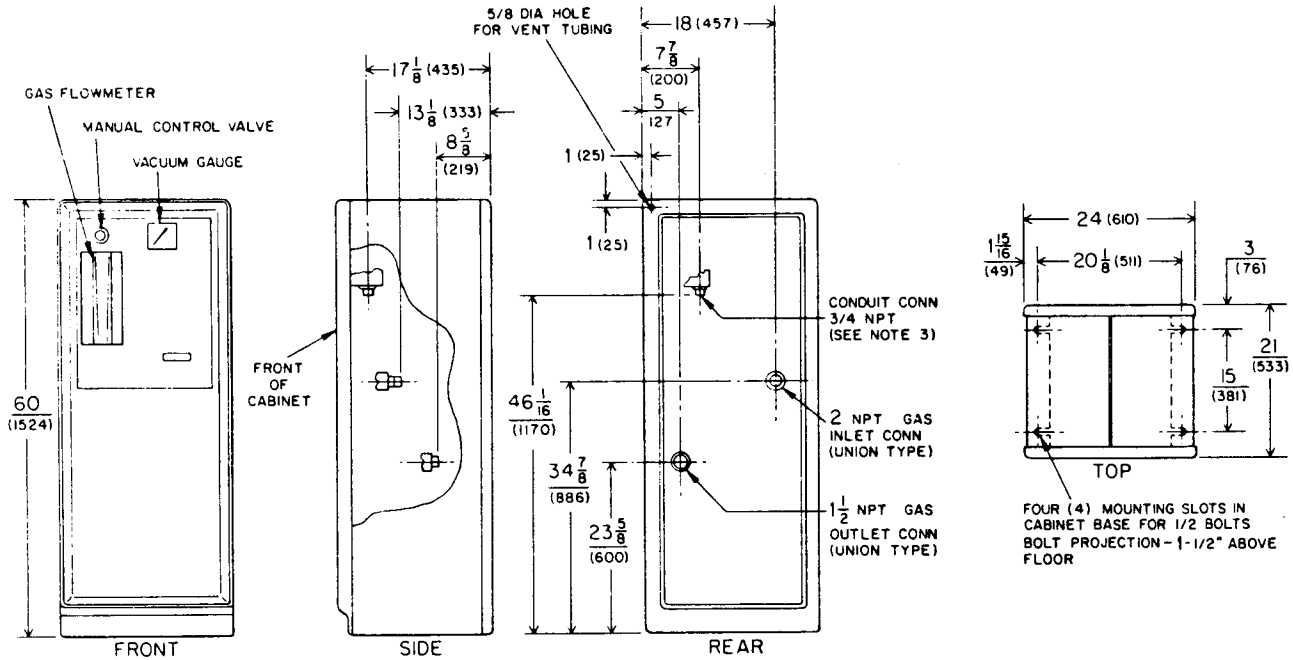 5/8 DIA HOLE
FOR VENT TUBING
18 (457)
7 7/8
(200)
5
127
1 (25)
1 (25)
17 1/8 (435)
13 1/8 (333)
8 5/8
(219)
GAS FLOWMETER
MANUAL CONTROL VALVE
VACUUM GAUGE
FRONT
OF
CABINET
60
(1524)
46 1/16
(1170)
34 7/8
(886)
23 5/8
(600)
CONDUIT CONN
3/4 NPT
(SEE NOTE 3)
2 NPT GAS
INLET CONN
(UNION TYPE)
1 1/2 NPT GAS
OUTLET CONN
(UNION TYPE)
24 (610)
1 15/16
(49)
20 1/8 (511)
3
(76)
21
(533)
15
(381)
TOP
FOUR (4) MOUNTING SLOTS IN
CABINET BASE FOR 1/2 BOLTS
BOLT PROJECTION-1-1/2" ABOVE
FLOOR
FRONT
SIDE
REAR